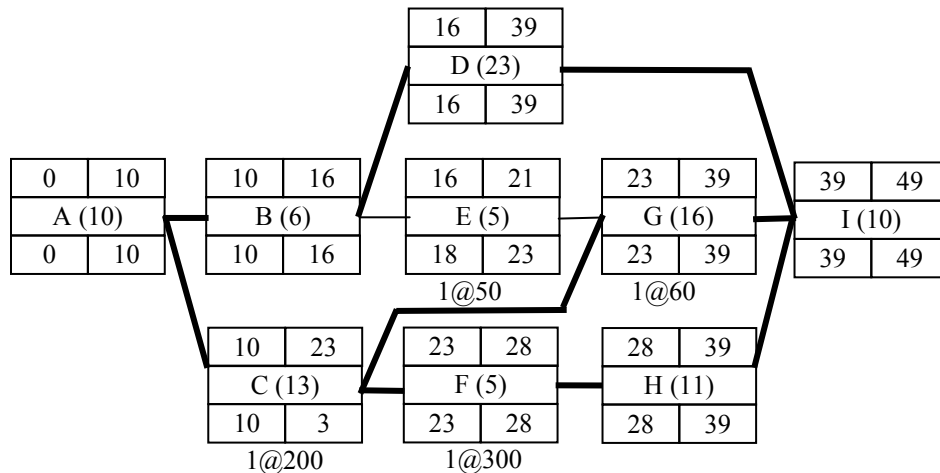 16 39
D (23)
16 39
0 10
A (10)
0 10
10 16
B (6)
10 16
16 21
E (5)
18 23
1@50
23 39
G (16)
23 39
1@60
39 49
I (10)
39 49
10 23
C (13)
10 3
1@200
23 28
F (5)
23 28
1@300
28 39
H (11)
28 39